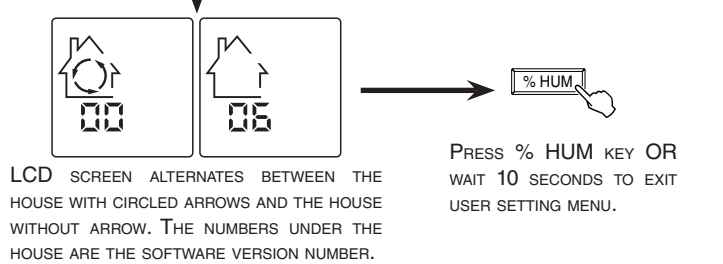 00 06
% HUM
LCD SCREEN ALTERNATES BETWEEN THE
HOUSE WITH CIRCLED ARROWS AND THE HOUSE
WITHOUT ARROW. THE NUMBERS UNDER THE
HOUSE ARE THE SOFTWARE VERSION NUMBER.
PRESS % HUM KEY OR
WAIT 10 SECONDS TO EXIT
USER SETTING MENU.